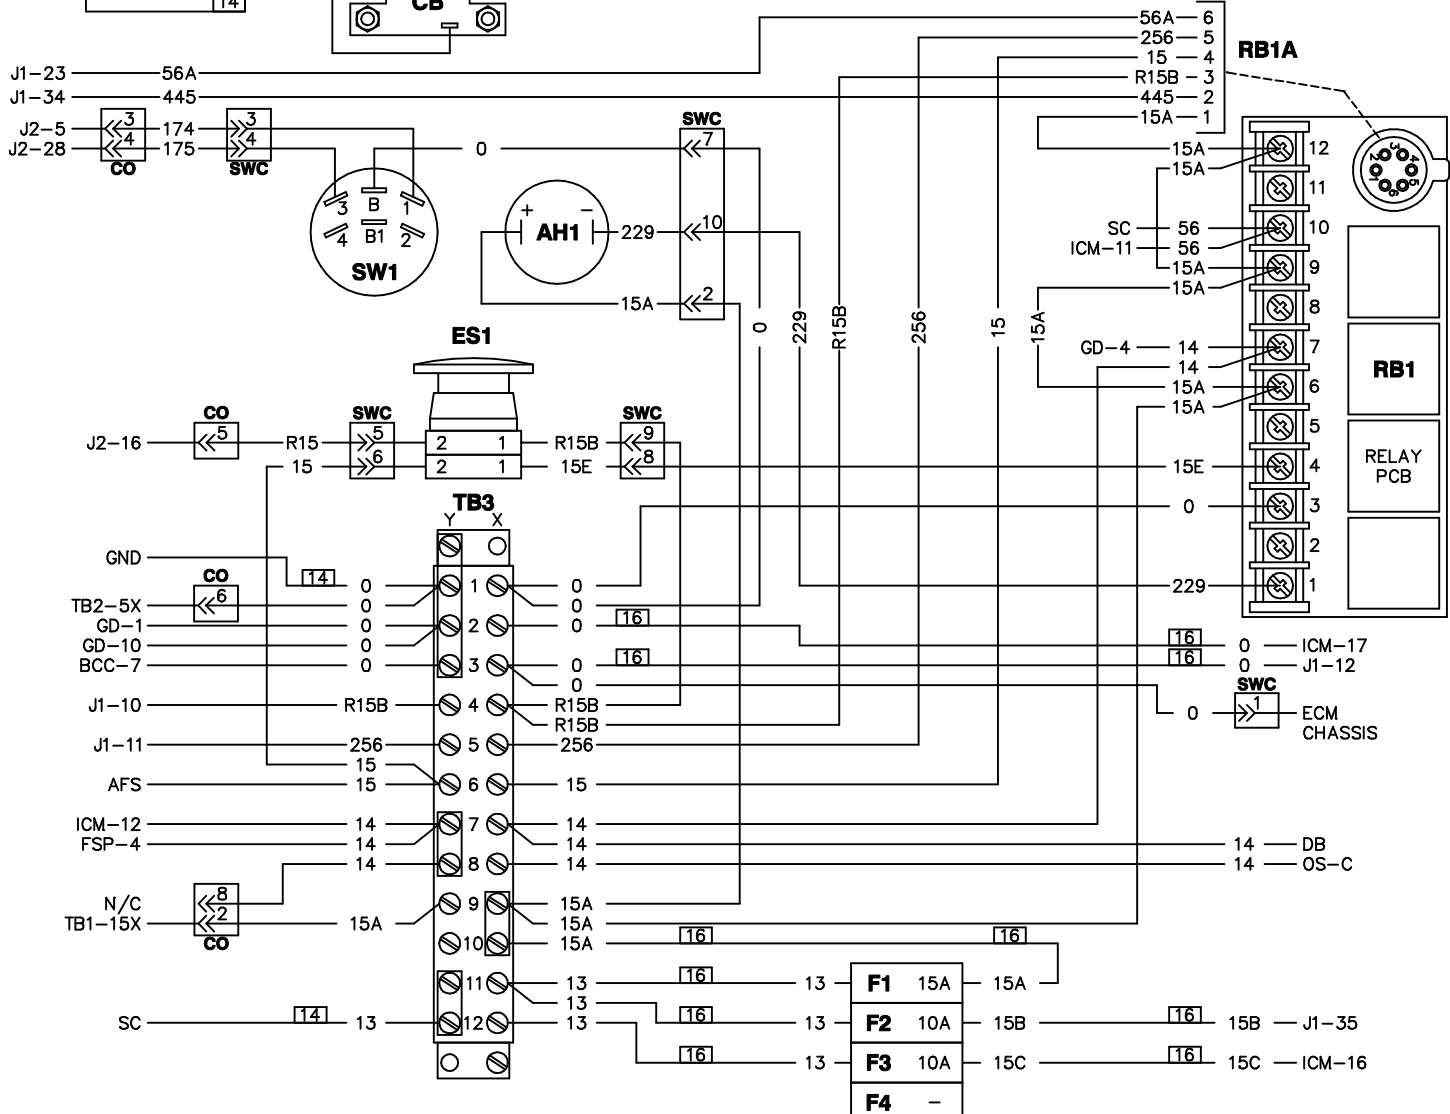 14
CB
56A 6
256 5
RB1A
15 4
J1-23 56A
R15B 3
J1-34 445
445 2
15A 1
J2-5 3 174 3
SWC
J2-28 4 175 4
0 7
15A 12
CO SWC
15A
11
3 B 1
4 B1 2
SW1
+ -
AH1 229 10
SC 56 10
ICM-11 56
15A 9
15A
15A 2
8
0 229 R15B 256 15 15A
ES1
GD-4 14 7
14
15A 6
RB1
15A
CO SWC SWC
5
J2-16 5 R15 5 2 1 R15B 9
15 6 2 1 15E 8
15E 4
RELAY
PCB
TB3
Y X
0 3
GND
2
CO
14 0 1 0
229 1
TB2-5X 6 0 0
GD-1 0 2 0 16
GD-10 0
16 0 ICM-17
BCC-7 0 3 0 16
16 0 J1-12
0
SWC
J1-10 R15B 4 R15B
0 1 ECM
CHASSIS
R15B
J1-11 256 5 256
15
AFS 15 6 15
ICM-12 14 7 14
FSP-4 14 14
14 DB
14 8 14
14 OS-C
N/C 8
9 15A
TB1-15X 2 15A
15A
CO
10 15A 16 16
11 13 16 13 F1 15A 15A
13
SC 14 13 12 13 16 13 F2 10A 15B 16 15B J1-35
16 13 F3 10A 15C 16 15C ICM-16
F4 -
1 2 3 4 5 6